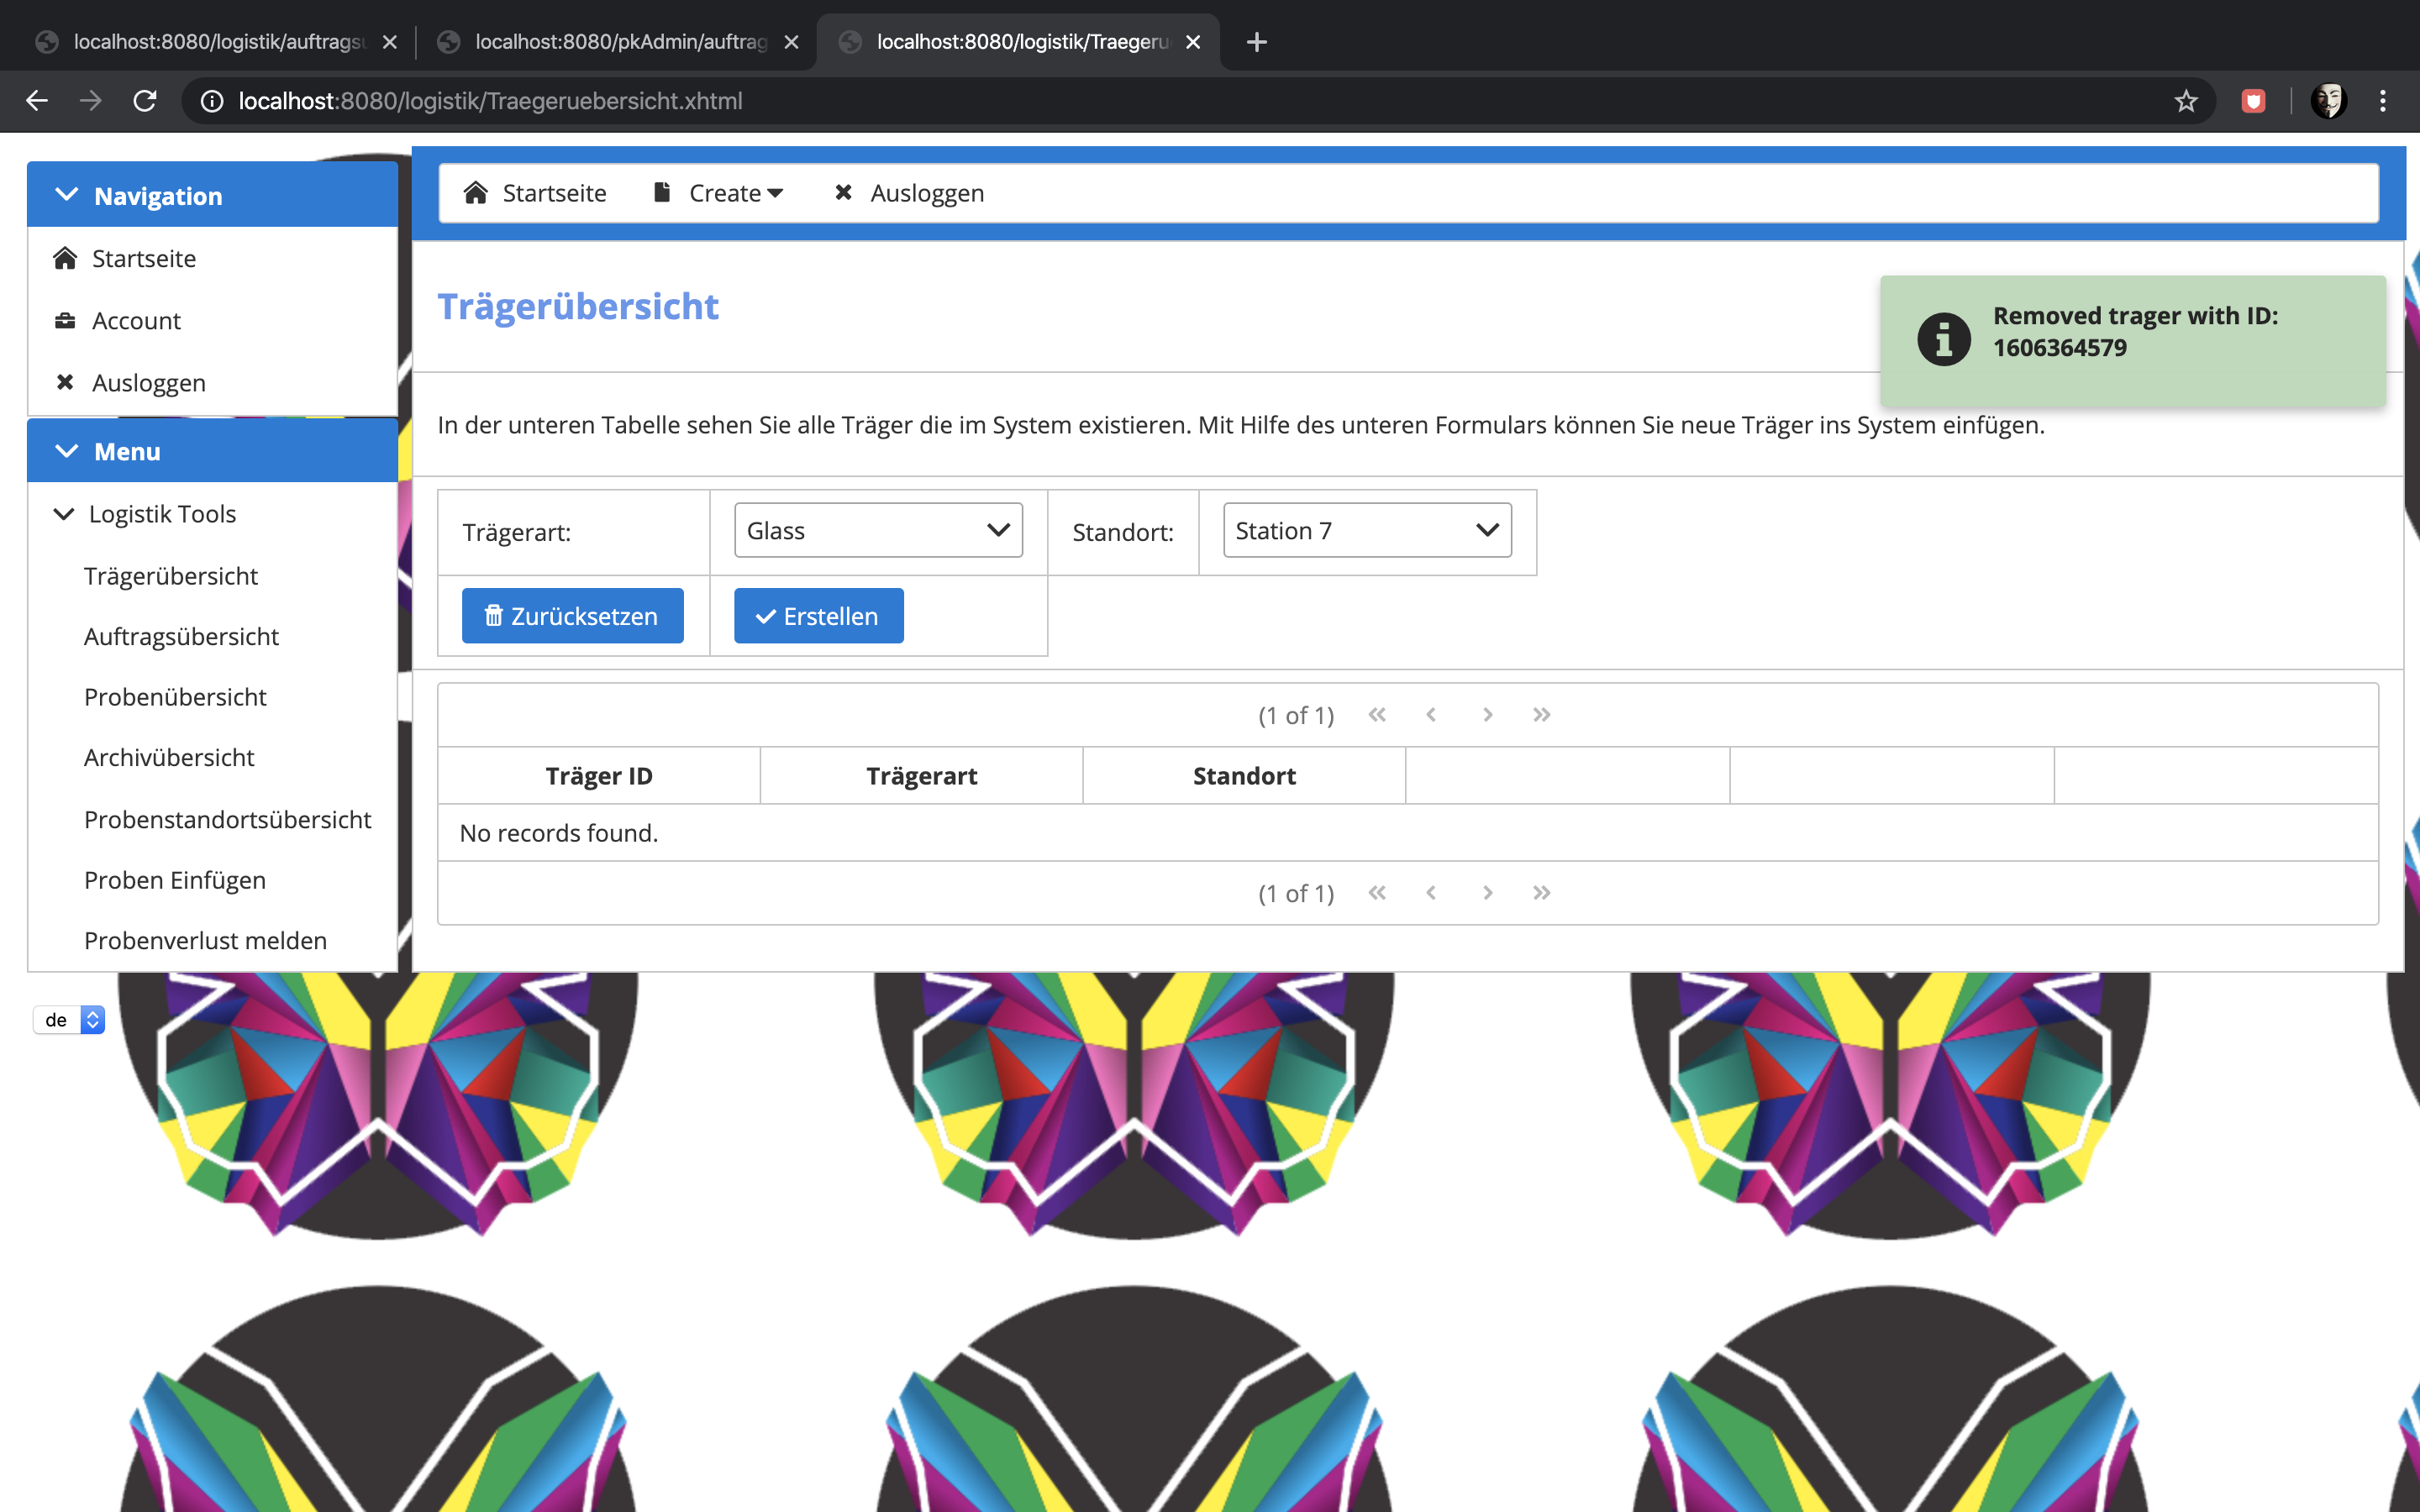 localhost:8080/logistik/auftragsu
localhost:8080/pkAdmin/auftrag
localhost:8080/logistik/Traegeru
localhost:8080/logistik/Traegeruebersicht.xhtml
Navigation
Startseite
Account
Ausloggen
Menu
Logistik Tools
Trägerübersicht
Auftragsübersicht
Probenübersicht
Archivübersicht
Probenstandortsübersicht
Proben Einfügen
Probenverlust melden
de
Startseite Create Ausloggen
Trägerübersicht
Removed trager with ID:
1606364579
In der unteren Tabelle sehen Sie alle Träger die im System existieren. Mit Hilfe des unteren Formulars können Sie neue Träger ins System einfügen.
Trägerart: Glass Standort: Station 7
Zurücksetzen Erstellen
(1 of 1)
Träger ID Trägerart Standort
No records found.
(1 of 1)